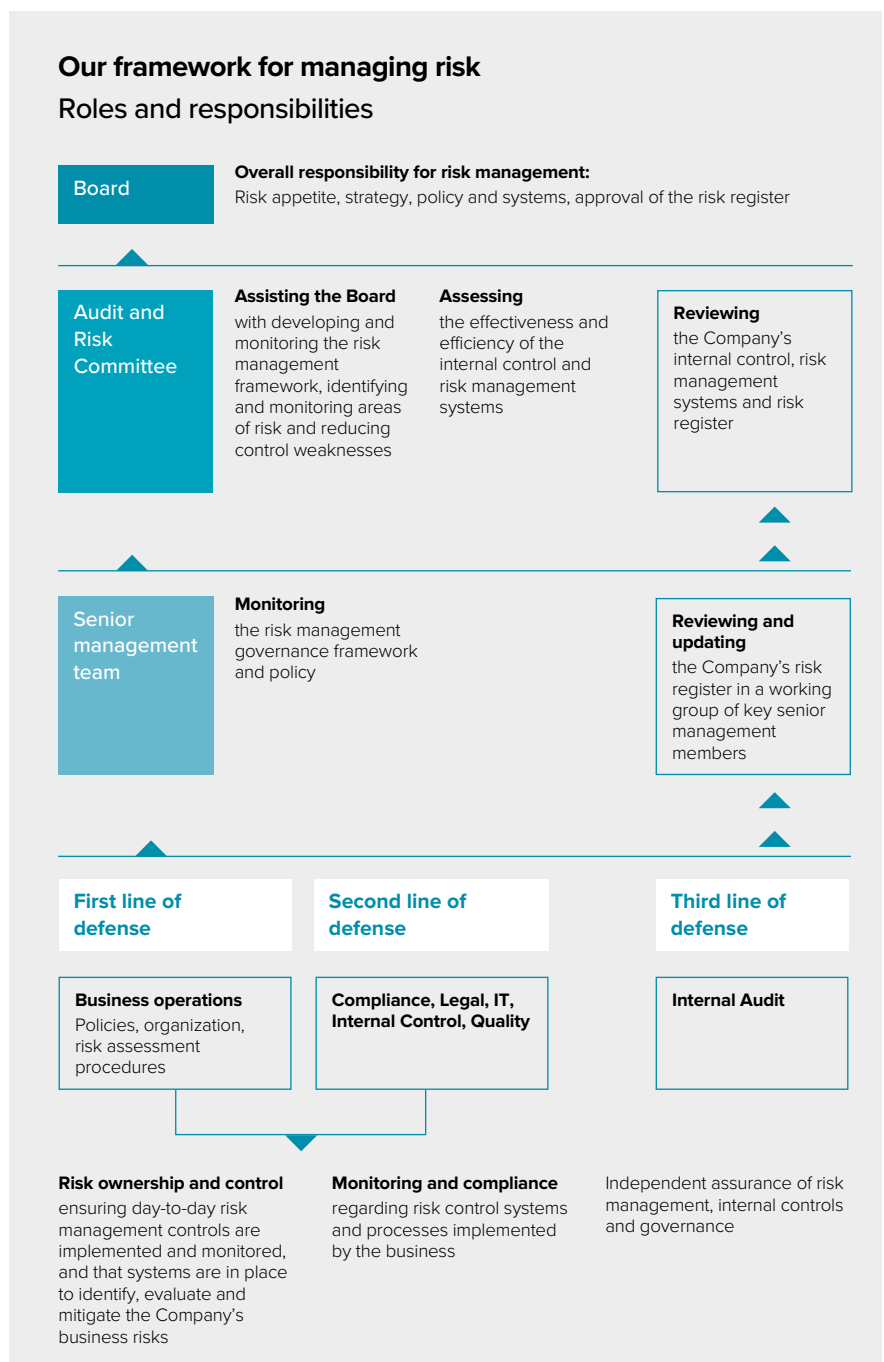 Our framework for managing risk
Roles and responsibilities
Board
Overall responsibility for risk management:
Risk appetite, strategy, policy and systems, approval of the risk register
Audit and
Risk
Committee
Assisting the Board
with developing and
monitoring the risk
management
framework, identifying
and monitoring areas
of risk and reducing
control weaknesses
Assessing
the effectiveness and
efficiency of the
internal control and
risk management
systems
Reviewing
the Company’s
internal control, risk
management
systems and risk
register
Senior
management
team
Monitoring
the risk management
governance framework
and policy
Reviewing and
updating
the Company’s risk
register in a working
group of key senior
management
members
First line of
defense
Second line of
defense
Third line of
defense
Business operations
Policies, organization,
risk assessment
procedures
Compliance, Legal, IT,
Internal Control, Quality
Internal Audit
Risk ownership and control
ensuring day-to-day risk
management controls are
implemented and monitored,
and that systems are in place
to identify, evaluate and
mitigate the Company’s
business risks
Monitoring and compliance
regarding risk control systems
and processes implemented
by the business
Independent assurance of risk
management, internal controls
and governance